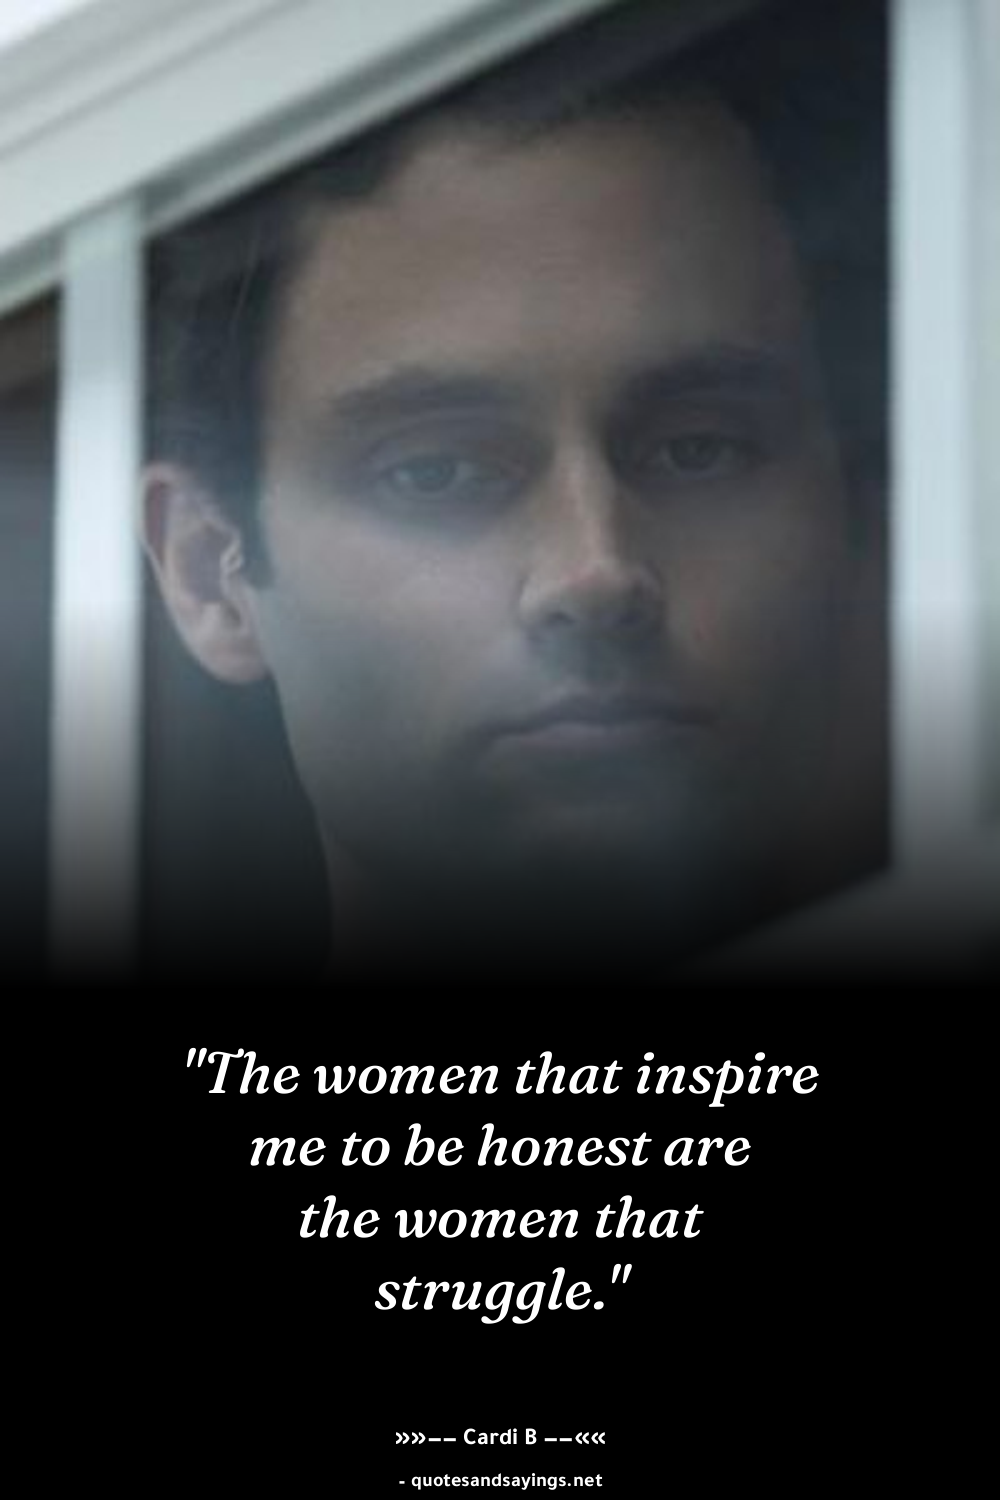 "The women that inspire
me to be honest are
the women that
struggle."
»»—— Cardi B ——««
- quotesandsayings.net